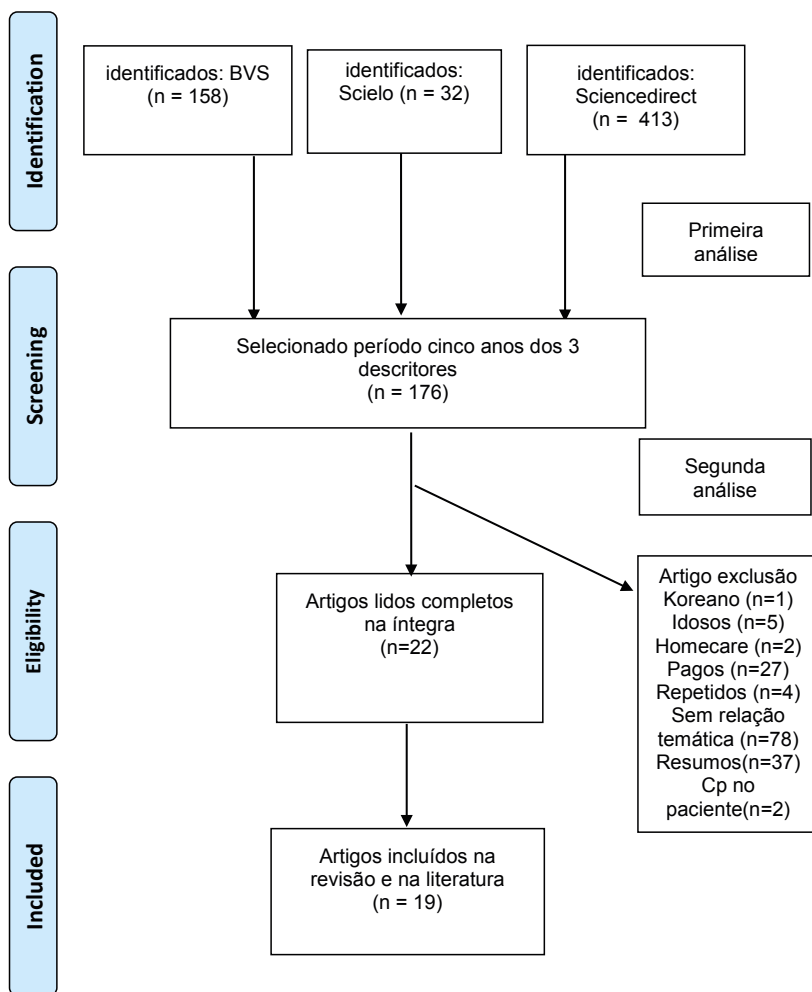 Identification
identificados: BVS
(n = 158)
identificados:
Scielo (n = 32)
identificados:
Sciencedirect
(n =  413)
Primeira
análise
Screening
Selecionado período cinco anos dos 3
descritores
(n = 176)
Segunda
análise
Eligibility
Artigos lidos completos
na íntegra
(n=22)
Artigo exclusão
Koreano (n=1)
Idosos (n=5)
Homecare (n=2)
Pagos (n=27)
Repetidos (n=4)
Sem relação
temática (n=78)
Resumos(n=37)
Cp no
paciente(n=2)
Included
Artigos incluídos na
revisão e na literatura
(n = 19)